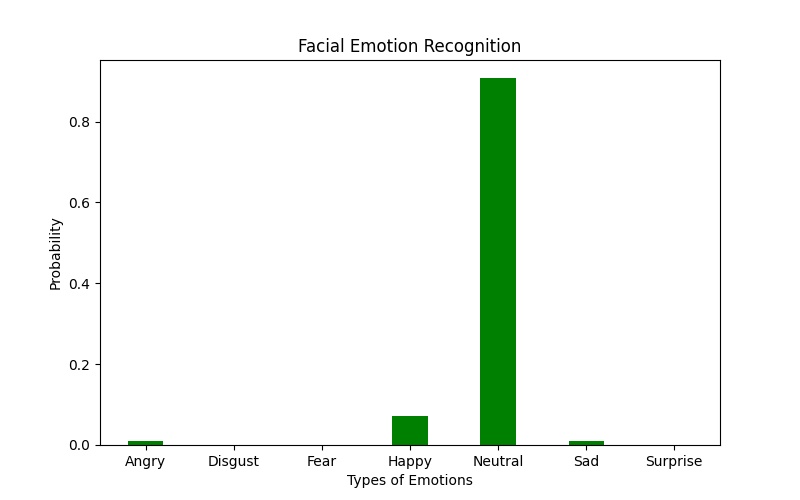 Facial Emotion Recognition
0.8
0.6
0.4
0.2
0.0
Probability
Angry Disgust Fear Happy Neutral Sad Surprise
Types of Emotions